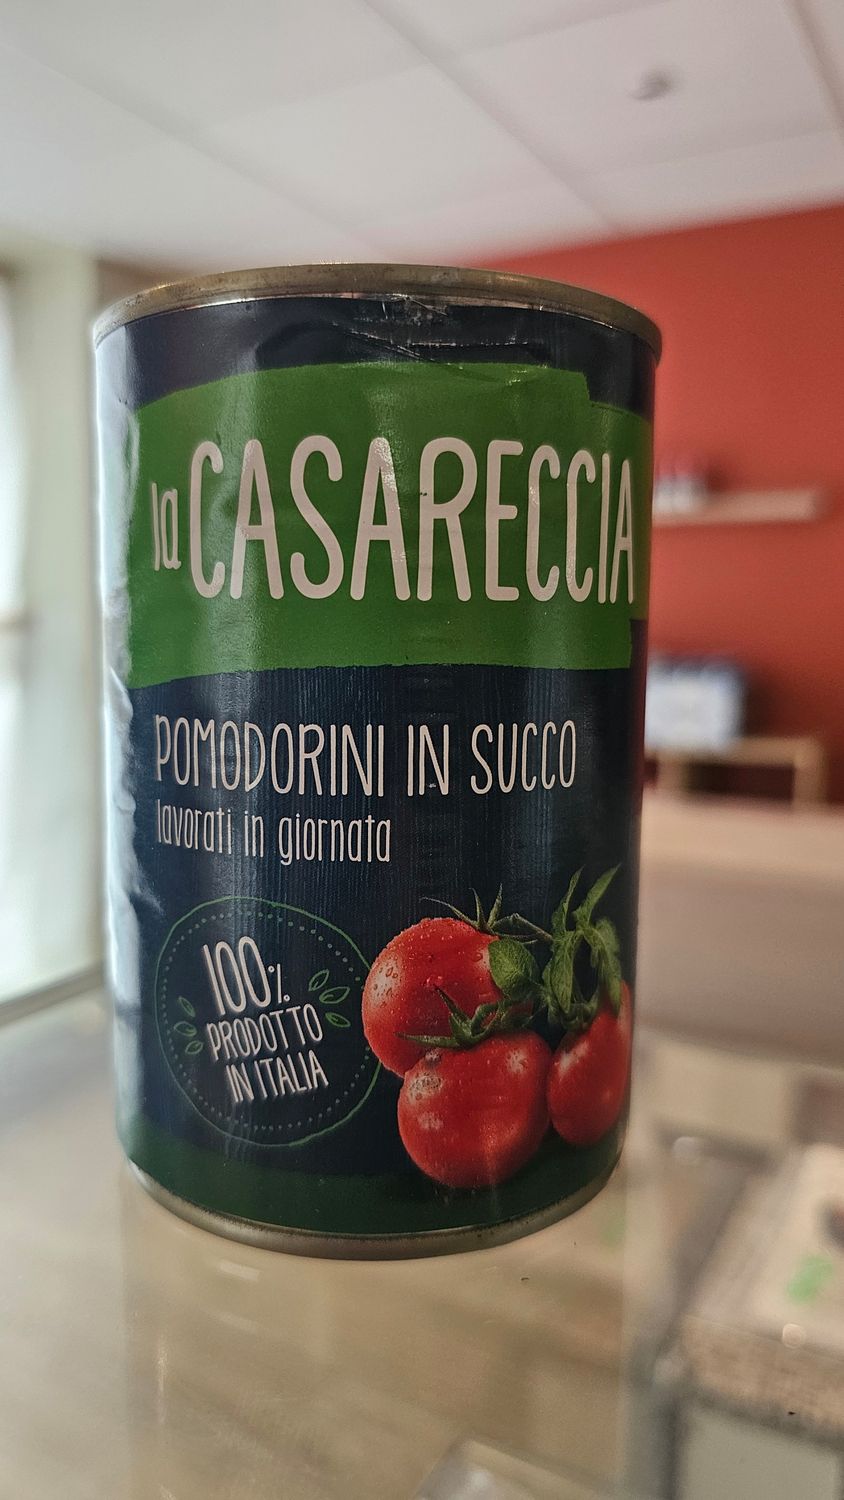 la CASARECCIA
POMODORINI IN SUCCO
lavorati in giornata
100%
PRODOTTO
IN ITALIA